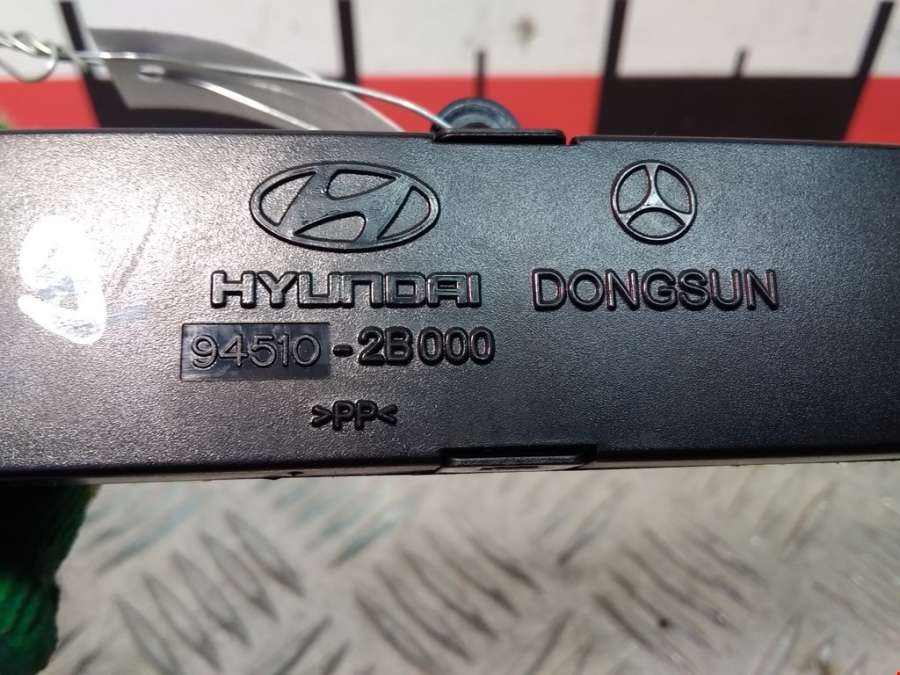 HYUNDAI DONGSUN
94510-2B000
>PP<